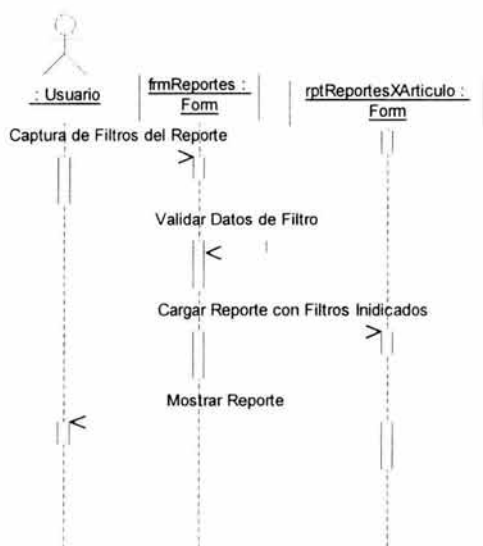 : Usuario
frmReportes :
Form
rptReportesXArticulo :
Form
Captura de Filtros del Reporte
Validar Datos de Filtro
Cargar Reporte con Filtros Inidicados
Mostrar Reporte